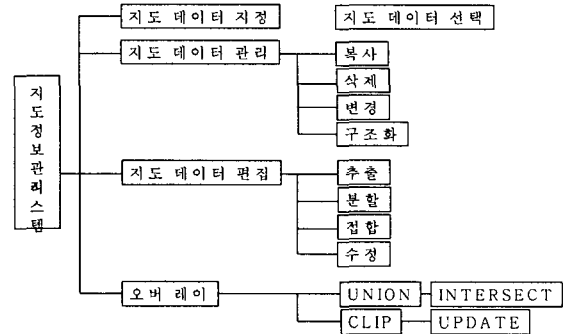 지도 데이터 지정 지도 데이터 선택
지도 데이터 관리 복사
삭제
변경
구조화
지도정보관리스템
지도 데이터 편집 추출
분할
접합
수정
오버레이 UNION INTERSECT
CLIP UPDATE